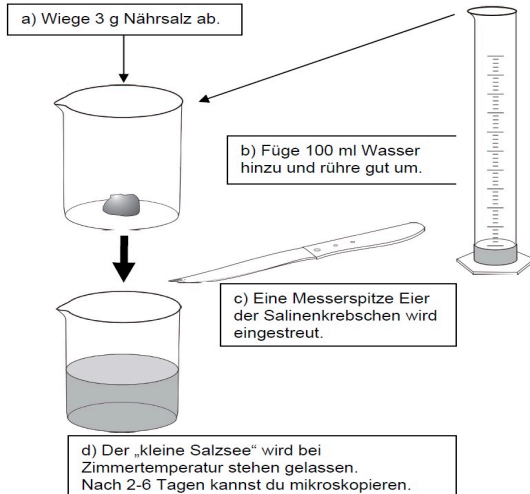 a) Wiege 3 g Nährsalz ab.
b) Füge 100 ml Wasser
hinzu und rühre gut um.
c) Eine Messerspitze Eier
der Salinenkrebschen wird
eingestreut.
d) Der „kleine Salzsee“ wird bei
Zimmertemperatur stehen gelassen.
Nach 2-6 Tagen kannst du mikroskopieren.